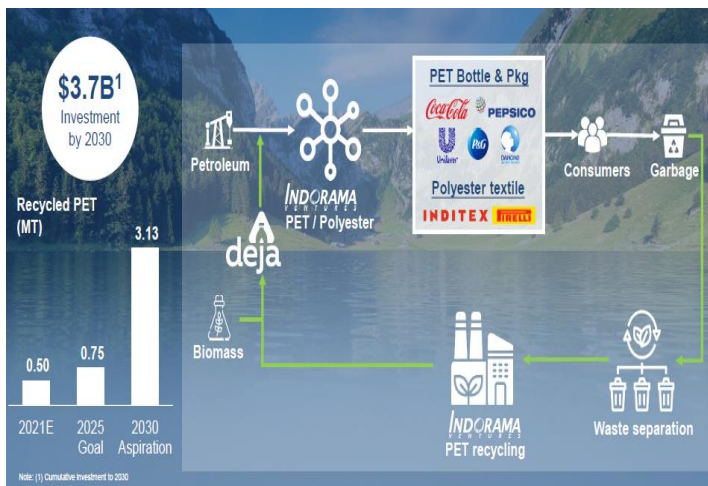 $3.7B1
Investment
by 2030
Recycled PET
(MT)
3.13
0.50
0.75
2021E
2025
Goal
2030
Aspiration
Petroleum
INDORAMA
VENTURES
PET / Polyester
PET Bottle & Pkg
Coca-Cola
PEPSICO
Unilever
P&G
DANONE
Polyester textile
INDITEX
PIRELLI
Consumers
Garbage
deja
Biomass
INDORAMA
VENTURES
PET recycling
Waste separation
Note: (1) Cumulative investment to 2030